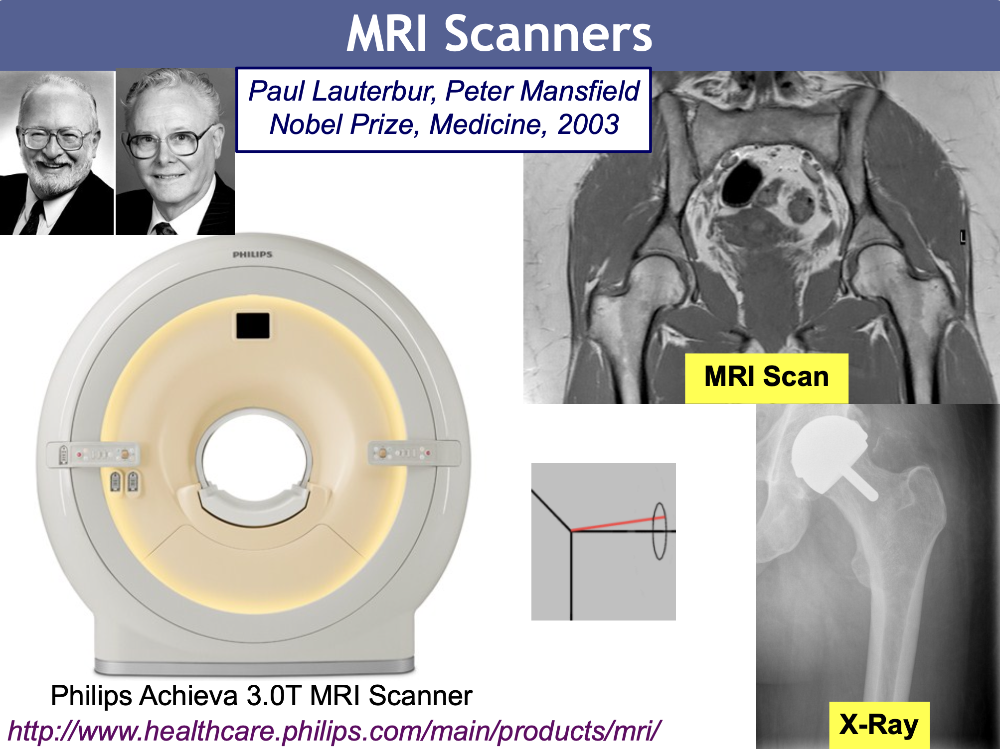 MRI Scanners
Paul Lauterbur, Peter Mansfield
Nobel Prize, Medicine, 2003
PHILIPS
L
MRI Scan
Philips Achieva 3.0T MRI Scanner
http://www.healthcare.philips.com/main/products/mri/
X-Ray